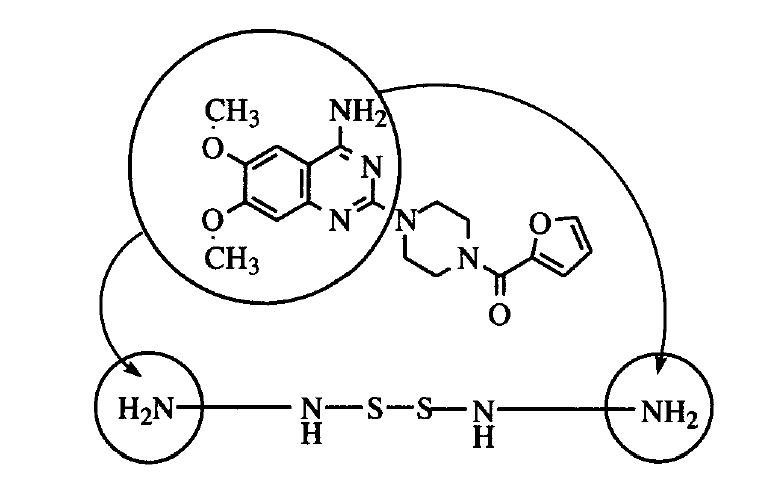 CH₃ NH₂
O N
O N N
CH₃ N O
O
H₂N N S S N NH₂
H H